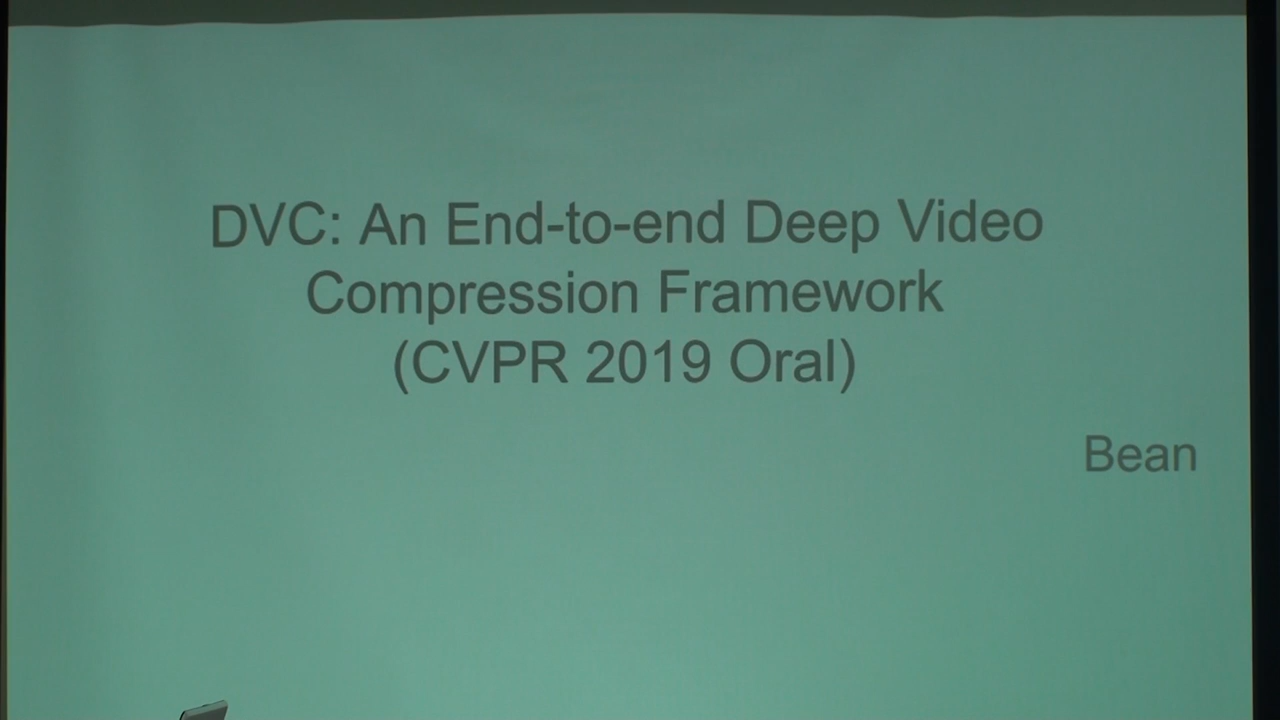 DVC: An End-to-end Deep Video
Compression Framework
(CVPR 2019 Oral)
Bean